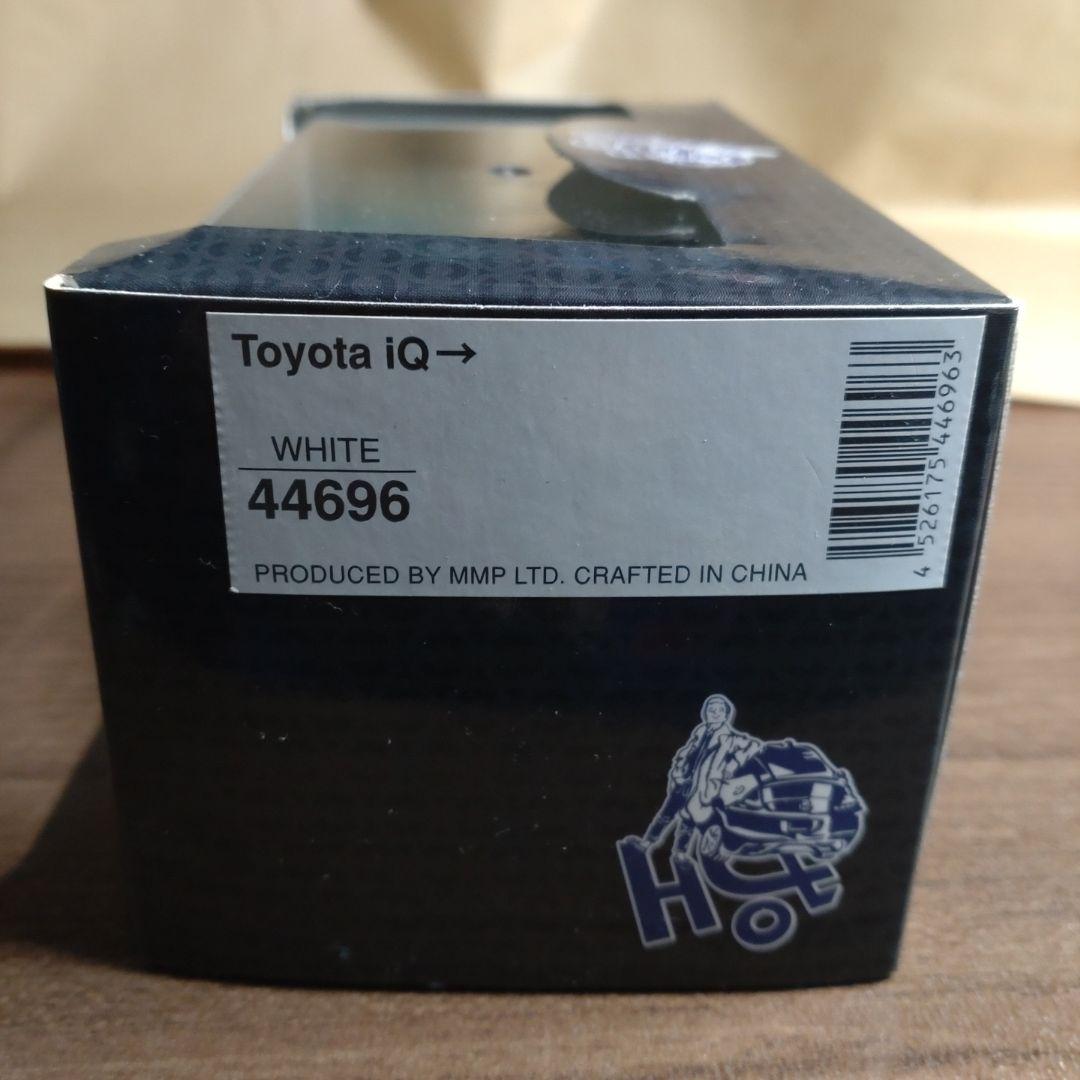 Toyota iQ→
WHITE
44696
PRODUCED BY MMP LTD. CRAFTED IN CHINA
4 526175 446963